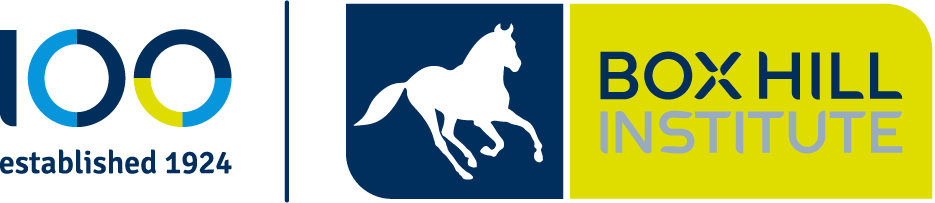 100
established 1924
BOX HILL
INSTITUTE